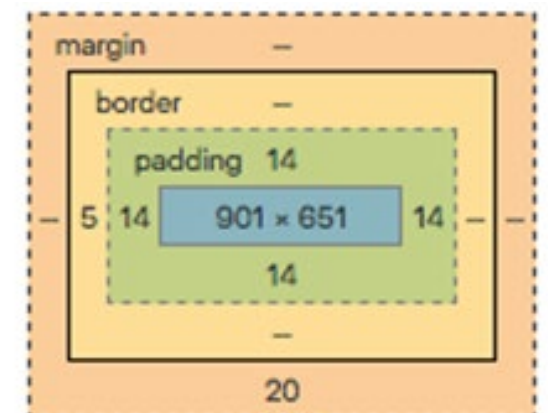 margin –
border –
padding 14
– 5 14 901 × 651 14 – –
14
–
20